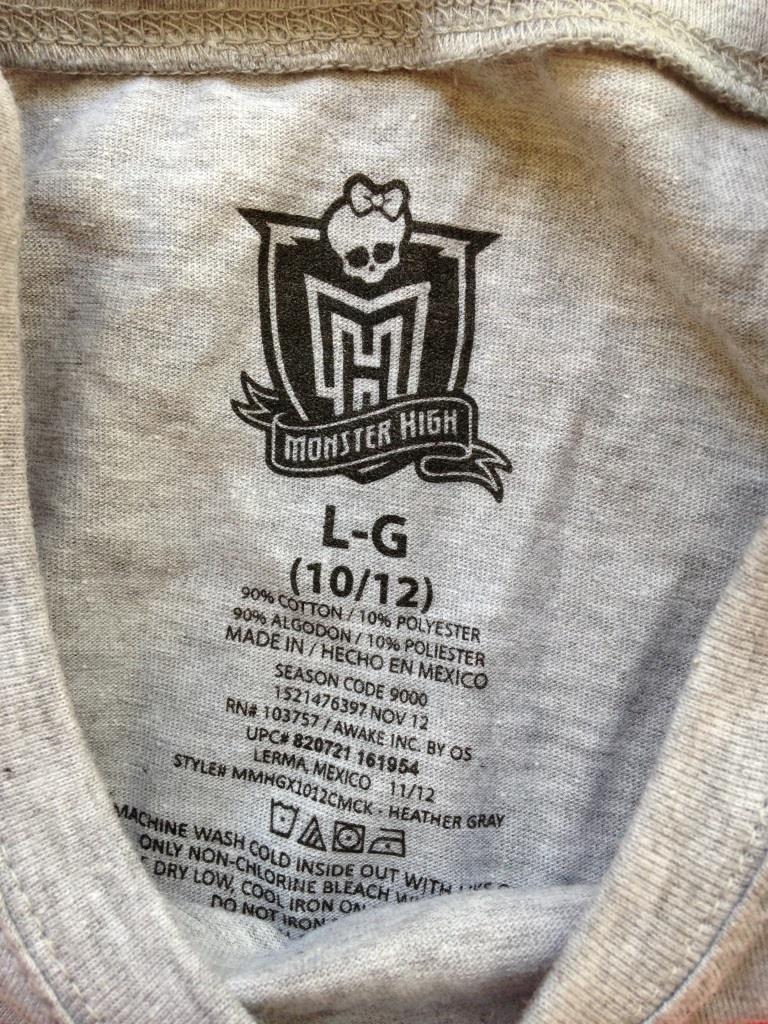 MH
MONSTER HIGH
L-G
(10/12)
90% COTTON / 10% POLYESTER
90% ALGODON / 10% POLIESTER
MADE IN / HECHO EN MEXICO
SEASON CODE 9000
1521476397 NOV 12
RN# 103757 / AWAKE INC. BY OS
UPC# 820721 161954
LERMA, MEXICO 11/12
STYLE# MMHGX1012CMCK - HEATHER GRAY
MACHINE WASH COLD INSIDE OUT WITH
ONLY NON-CHLORINE BLEACH
DRY LOW, COOL IRON
DO NOT IRON